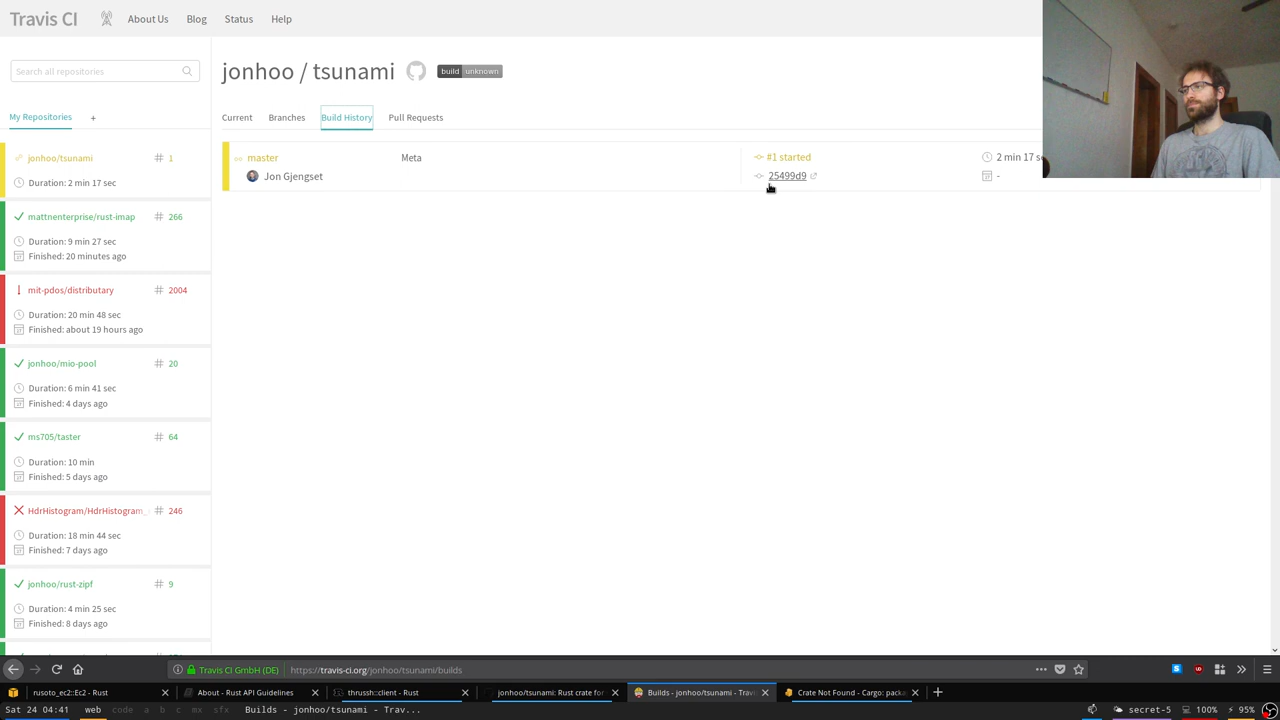 Travis CI
About Us
Blog
Status
Help
Search all repositories
My Repositories
+
jonhoo/tsunami # 1
Duration: 2 min 17 sec
mattnenterprise/rust-imap # 266
Duration: 9 min 27 sec
Finished: 20 minutes ago
mit-pdos/distributary # 2004
Duration: 20 min 48 sec
Finished: about 19 hours ago
jonhoo/mio-pool # 20
Duration: 6 min 41 sec
Finished: 4 days ago
ms705/taster # 64
Duration: 10 min
Finished: 5 days ago
HdrHistogram/HdrHistogram_ # 246
Duration: 18 min 44 sec
Finished: 7 days ago
jonhoo/rust-zipf # 9
Duration: 4 min 25 sec
Finished: 8 days ago
jonhoo / tsunami
build unknown
Current
Branches
Build History
Pull Requests
master
Meta
#1 started
2 min 17
Jon Gjengset
25499d9
-
Travis CI GmbH (DE)
https://travis-ci.org/jonhoo/tsunami/builds
rusoto_ec2::Ec2 - Rust
About - Rust API Guidelines
thrussh::client - Rust
jonhoo/tsunami: Rust crate for
Builds - jonhoo/tsunami - Trav
Crate Not Found - Cargo: pack
Sat 24 04:41 web code a b c mx sfx Builds - jonhoo/tsunami - Trav...
secret-5
100%
95%